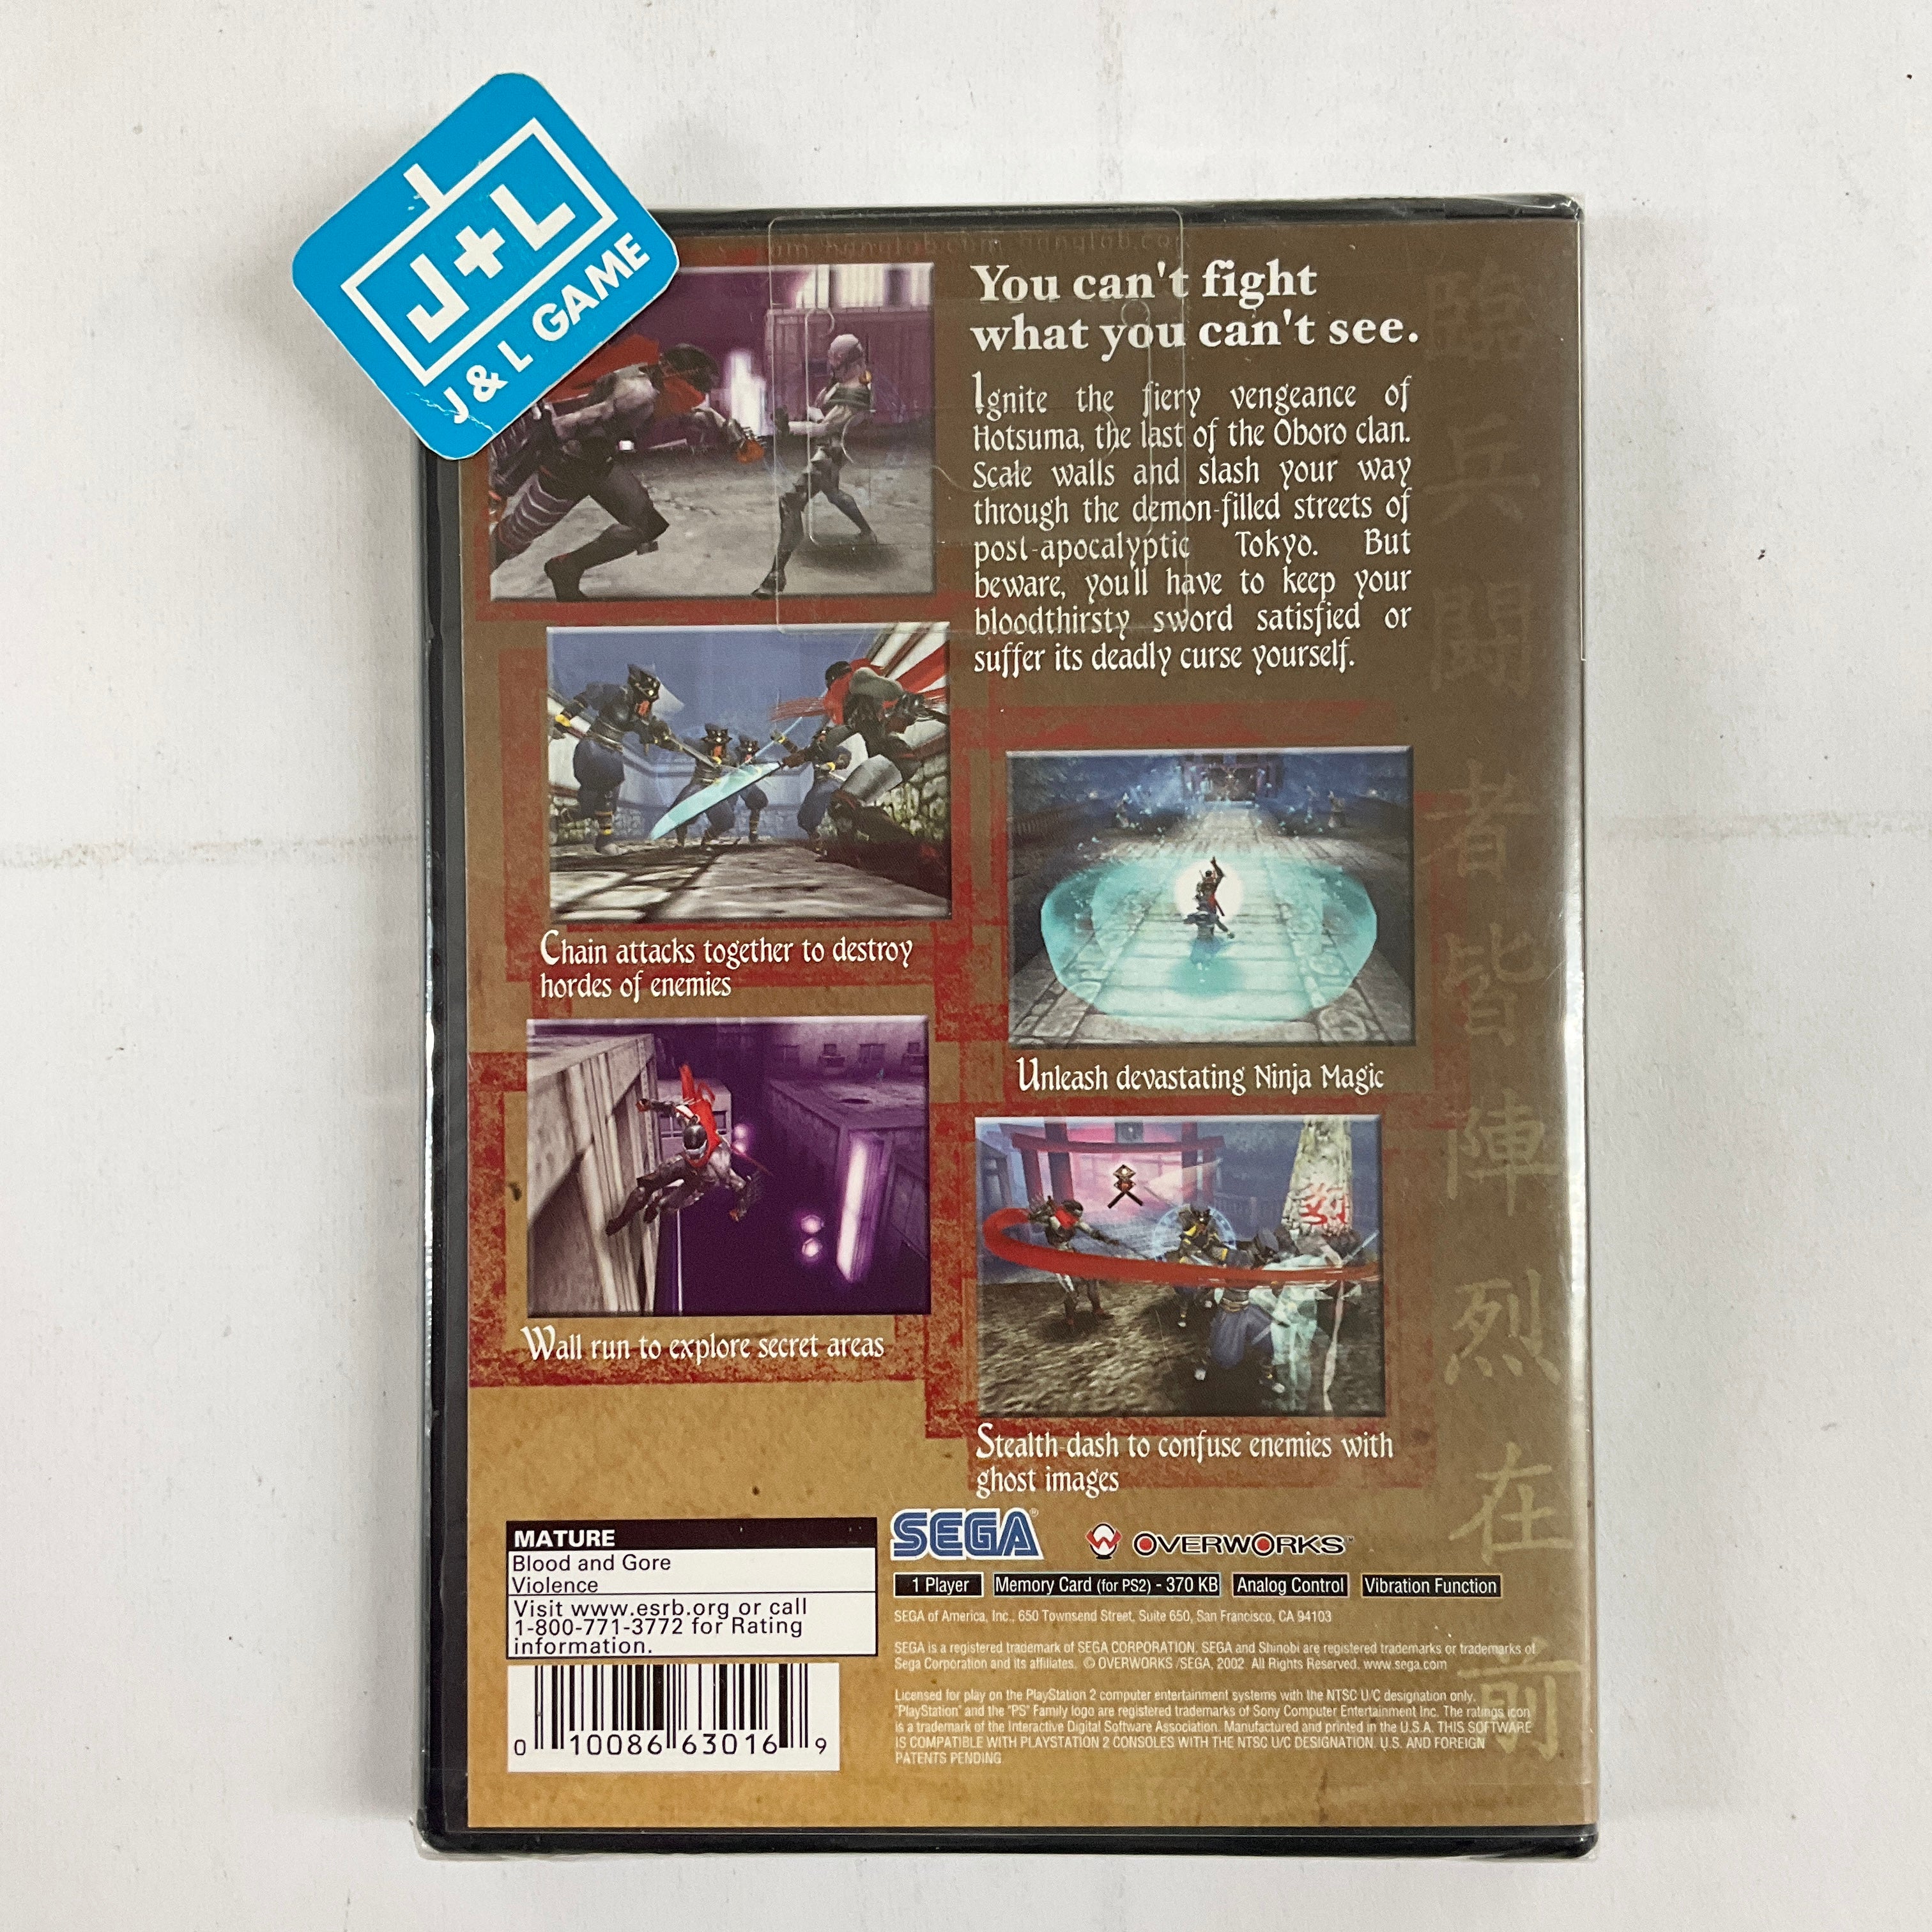 J+L
J & L GAME
You can't fight
what you can't see.
Ignite the fiery vengeance of
Hotsuma, the last of the Oboro clan.
Scale walls and slash your way
through the demon-filled streets of
post-apocalyptic Tokyo. But
beware, you'll have to keep your
bloodthirsty sword satisfied or
suffer its deadly curse yourself.
Chain attacks together to destroy
hordes of enemies
Unleash devastating Ninja Magic
Wall run to explore secret areas
Stealth-dash to confuse enemies with
ghost images
臨
兵
闘
者
皆
陣
烈
在
前
MATURE
Blood and Gore
Violence
Visit www.esrb.org or call
1-800-771-3772 for Rating
information.
0 10086 63016 9
SEGA®
OVERWORKS™
1 Player Memory Card (for PS2) - 370 KB Analog Control Vibration Function
SEGA of America, Inc., 650 Townsend Street, Suite 650, San Francisco, CA 94103
SEGA is a registered trademark of SEGA CORPORATION. SEGA and Shinobi are registered trademarks or trademarks of
Sega Corporation and its affiliates. © OVERWORKS /SEGA, 2002 All Rights Reserved. www.sega.com
Licensed for play on the PlayStation 2 computer entertainment systems with the NTSC U/C designation only.
"PlayStation" and the "PS" Family logo are registered trademarks of Sony Computer Entertainment Inc. The ratings icon
is a trademark of the Interactive Digital Software Association. Manufactured and printed in the U.S.A. THIS SOFTWARE
IS COMPATIBLE WITH PLAYSTATION 2 CONSOLES WITH THE NTSC U/C DESIGNATION. U.S. AND FOREIGN
PATENTS PENDING